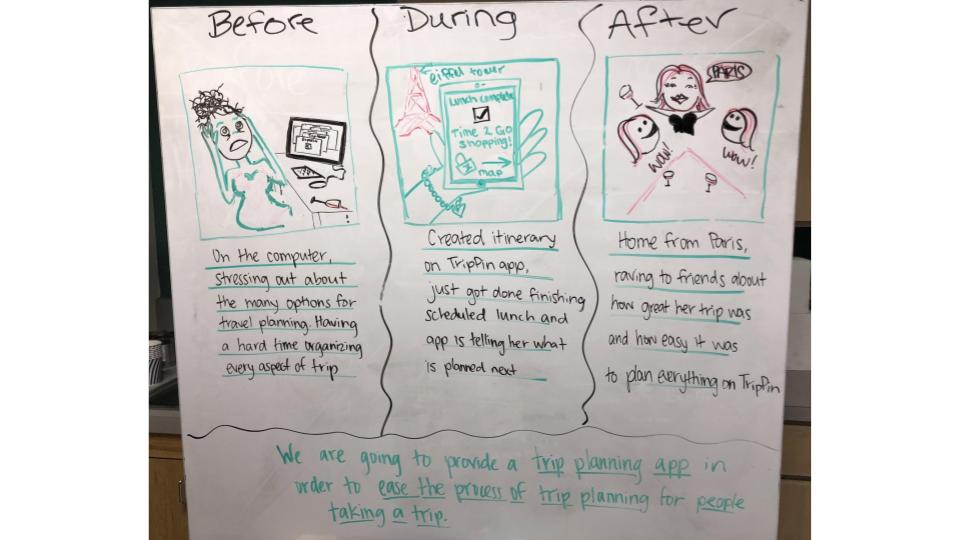 Before
During
After
eiffel tower
Lunch complete
Time 2 Go
shopping!
map
PARIS
wow!
wow!
On the computer,
stressing out about
the many options for
travel planning. Having
a hard time organizing
every aspect of trip
Created itinerary
on TripPin app,
just got done finishing
scheduled lunch and
app is telling her what
is planned next
Home from Paris,
raving to friends about
how great her trip was
and how easy it was
to plan everything on TripPin
We are going to provide a trip planning app in
order to ease the process of trip planning for people
taking a trip.